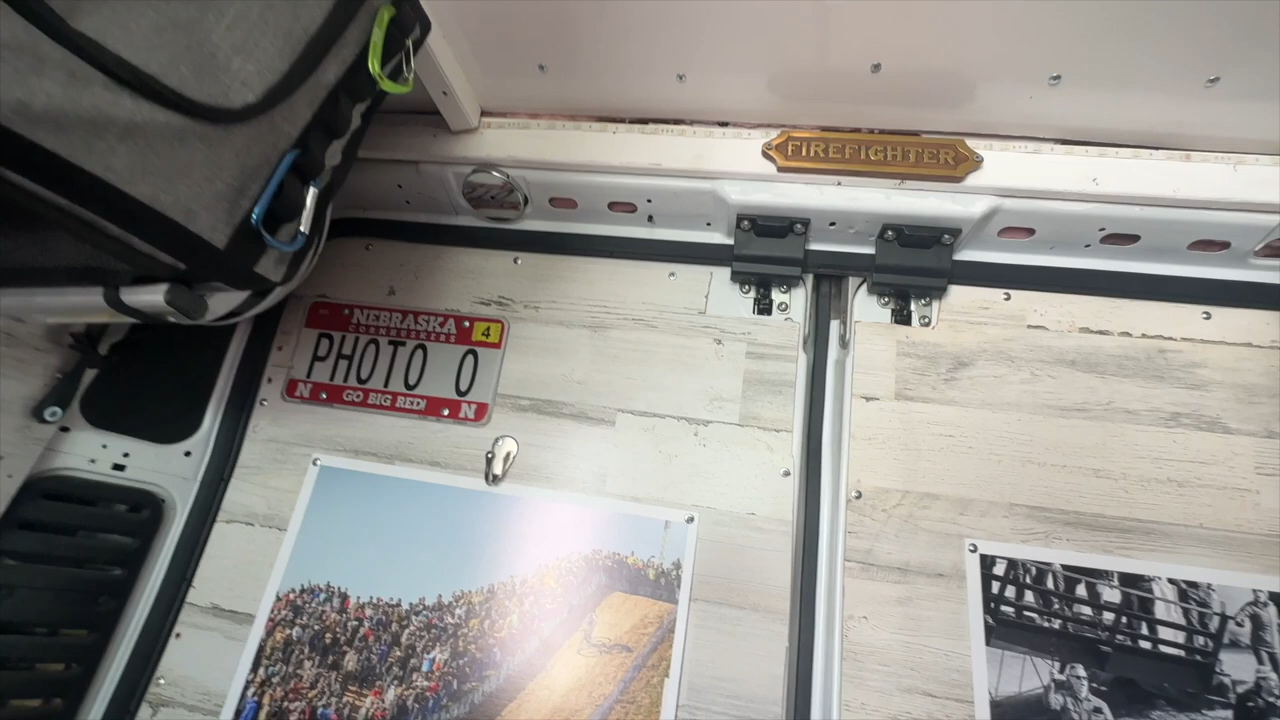 FIREFIGHTER
NEBRASKA 4
CORNHUSKERS
PHOTO 0
N GO BIG RED! N